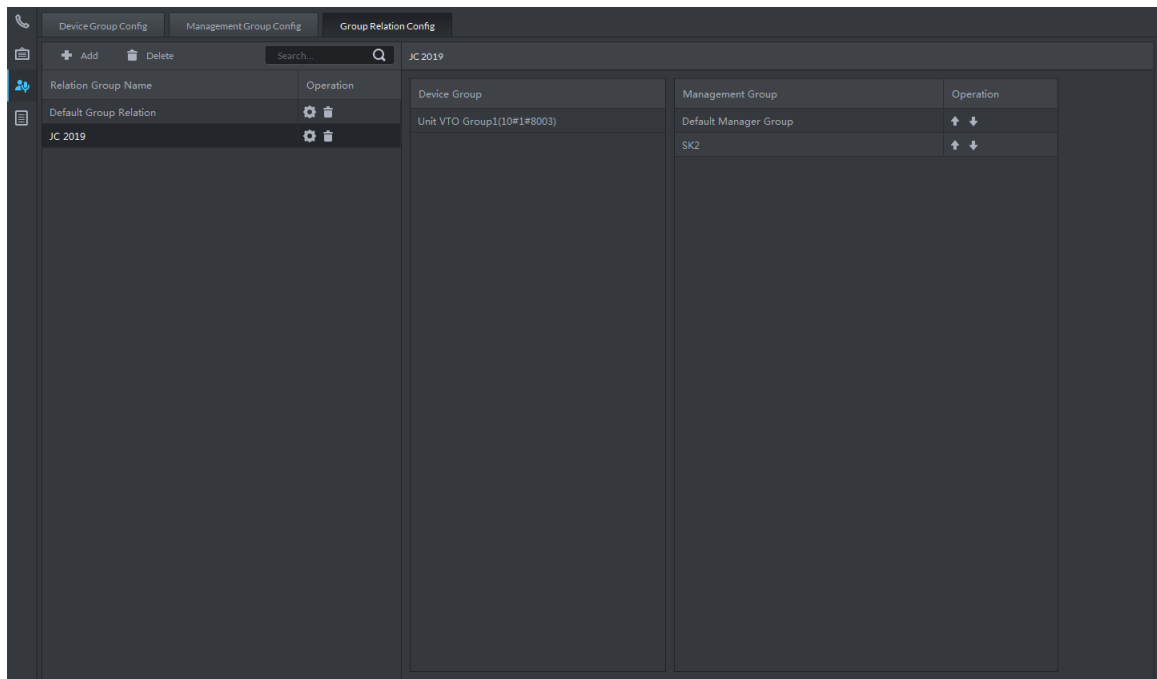 Device Group Config Management Group Config Group Relation Config
Add Delete Search... JC 2019
Relation Group Name Operation
Device Group Management Group Operation
Default Group Relation
Unit VTO Group1(10#1#8003) Default Manager Group
JC 2019
SK2